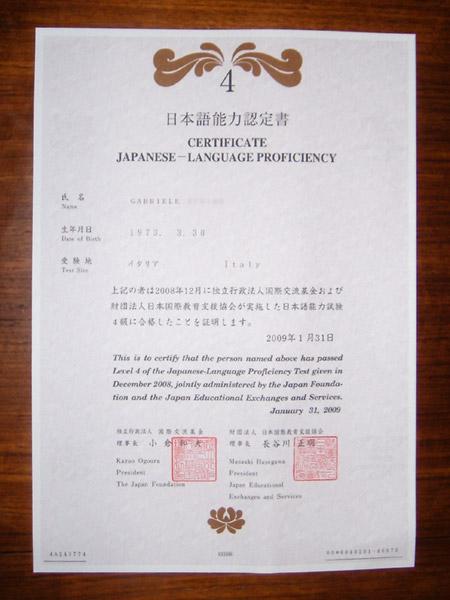 4
日本語能力認定書
CERTIFICATE
JAPANESE－LANGUAGE PROFICIENCY
氏名 GABRIELE
Name
生年月日 1973. 3.30
Date of Birth
受験地 イタリア Italy
Test Site
上記の者は2008年12月に独立行政法人国際交流基金および
財団法人日本国際教育支援協会が実施した日本語能力試験
4級に合格したことを証明します。
2009年1月31日
This is to certify that the person named above has passed
Level 4 of the Japanese-Language Proficiency Test given in
December 2008, jointly administered by the Japan Founda-
tion and the Japan Educational Exchanges and Services.
January 31, 2009
独立行政法人 国際交流基金
理事長 小倉和夫
Kazuo Ogoura
President
The Japan Foundation
財団法人 日本国際教育支援協会
理事長 長谷川正明
Masaaki Hasegawa
President
Japan Educational
Exchanges and Services